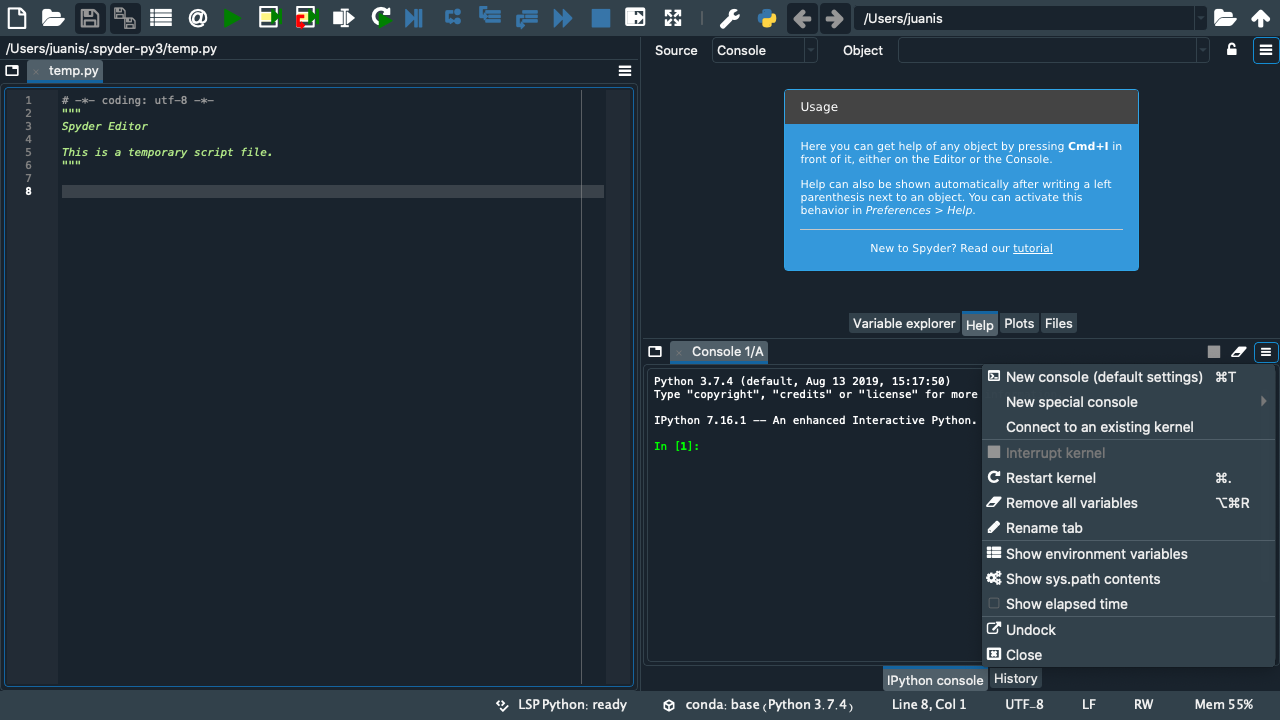 /Users/juanis
/Users/juanis/.spyder-py3/temp.py
temp.py
1 # -*- coding: utf-8 -*-
2 """
3 Spyder Editor
4
5 This is a temporary script file.
6 """
7
8
Source Console Object
Usage
Here you can get help of any object by pressing Cmd+I in
front of it, either on the Editor or the Console.
Help can also be shown automatically after writing a left
parenthesis next to an object. You can activate this
behavior in Preferences > Help.
New to Spyder? Read our tutorial
Variable explorer Help Plots Files
Console 1/A
Python 3.7.4 (default, Aug 13 2019, 15:17:50)
Type "copyright", "credits" or "license" for more
IPython 7.16.1 -- An enhanced Interactive Python.
In [1]:
New console (default settings) ⌘T
New special console
Connect to an existing kernel
Interrupt kernel
Restart kernel ⌘.
Remove all variables ⌥⌘R
Rename tab
Show environment variables
Show sys.path contents
Show elapsed time
Undock
Close
IPython console History
LSP Python: ready conda: base (Python 3.7.4) Line 8, Col 1 UTF-8 LF RW Mem 55%